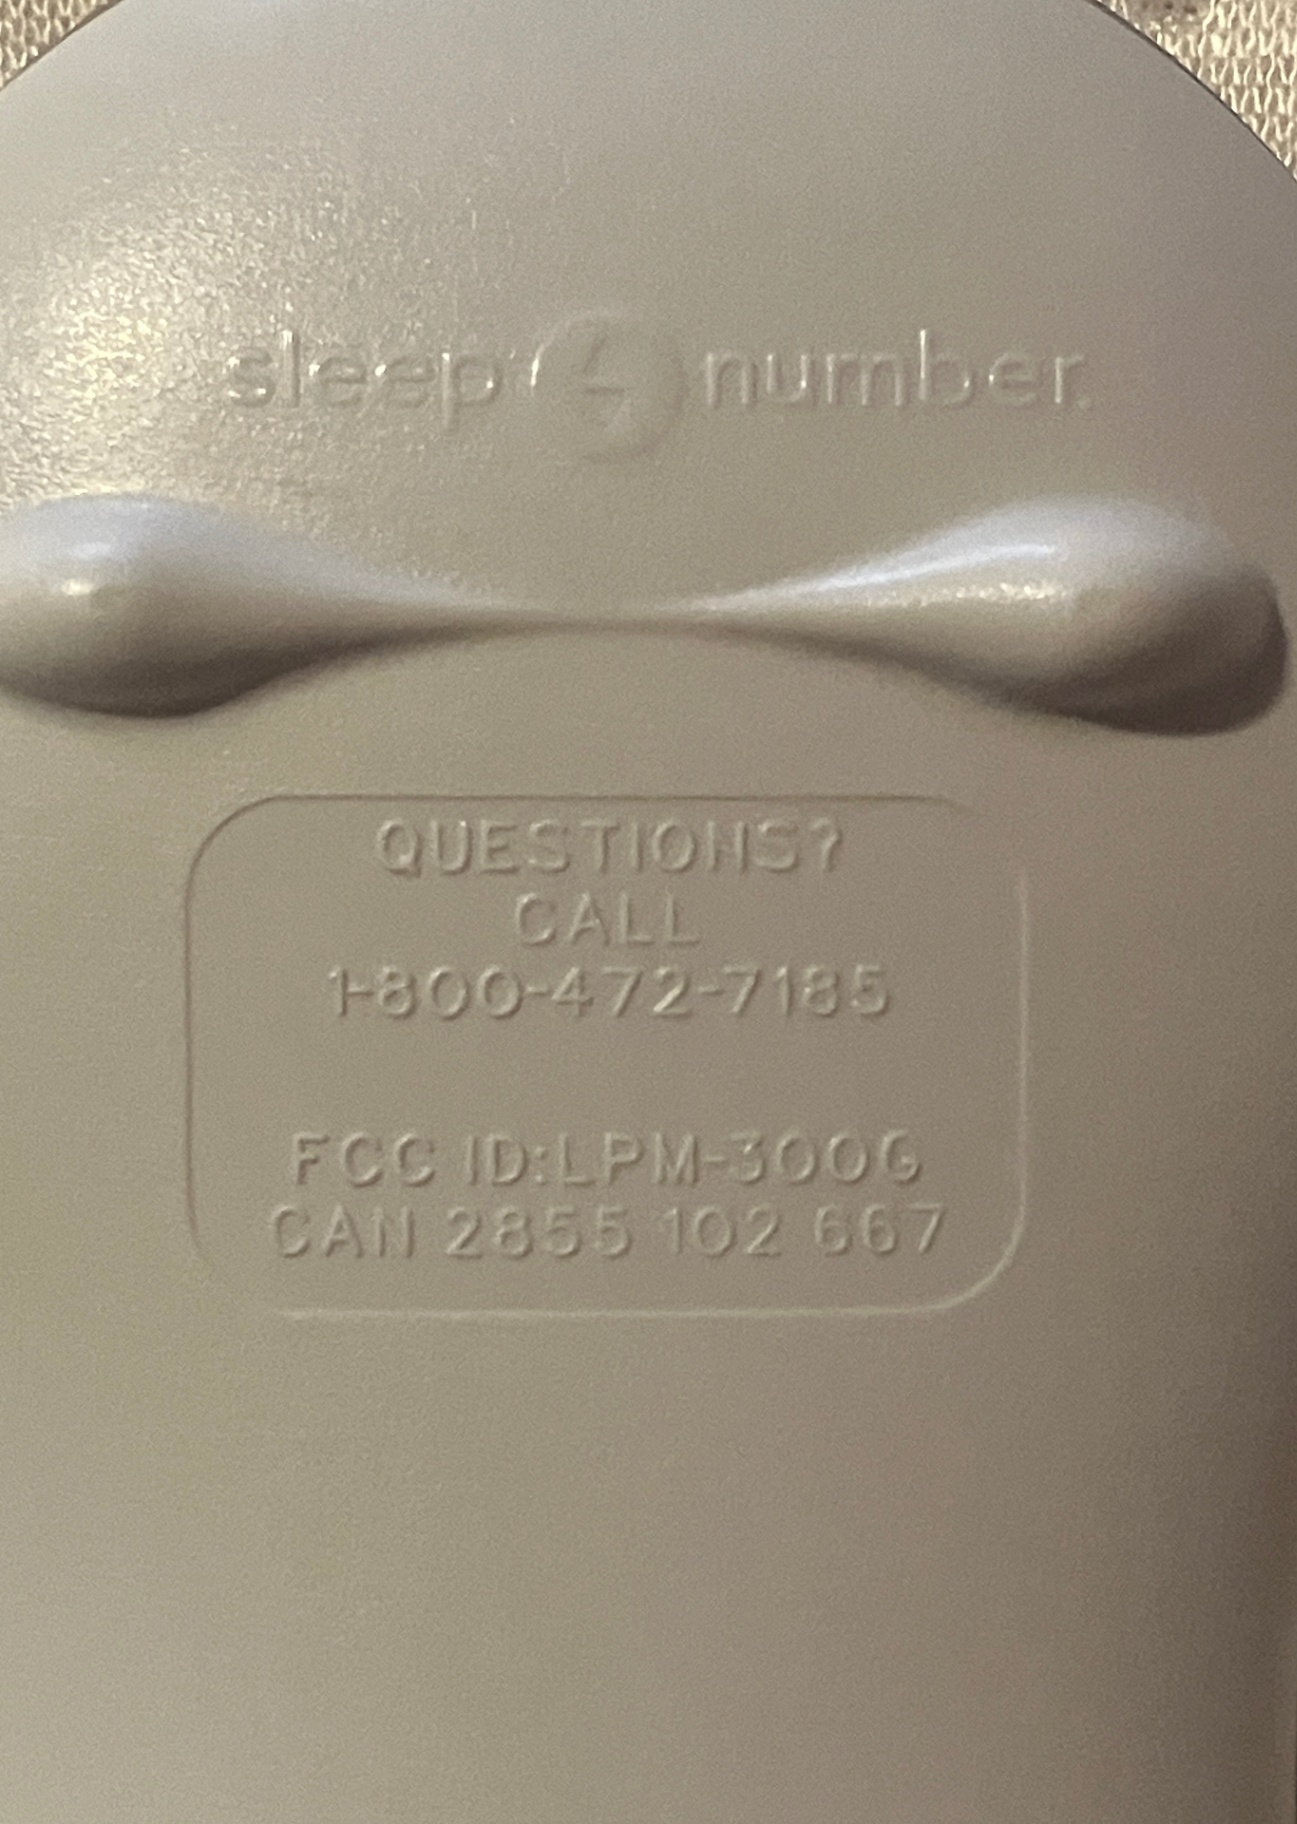 sleep number.
QUESTIONS?
CALL
1-800-472-7185
FCC ID:LPM-300G
CAN 2855 102 667